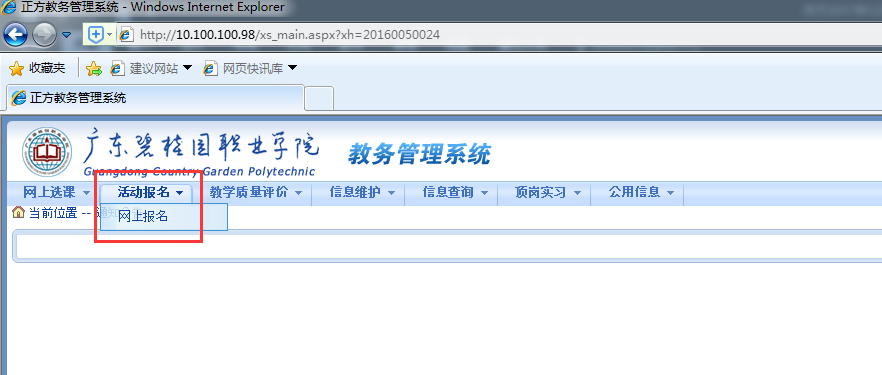 正方教务管理系统 - Windows Internet Explorer
http://10.100.100.98/xs_main.aspx?xh=20160050024
收藏夹 建议网站 网页快讯库
正方教务管理系统
广东碧桂园职业学院 教务管理系统
Guangdong Country Garden Polytechnic
网上选课 活动报名 教学质量评价 信息维护 信息查询 顶岗实习 公用信息
当前位置 --
网上报名